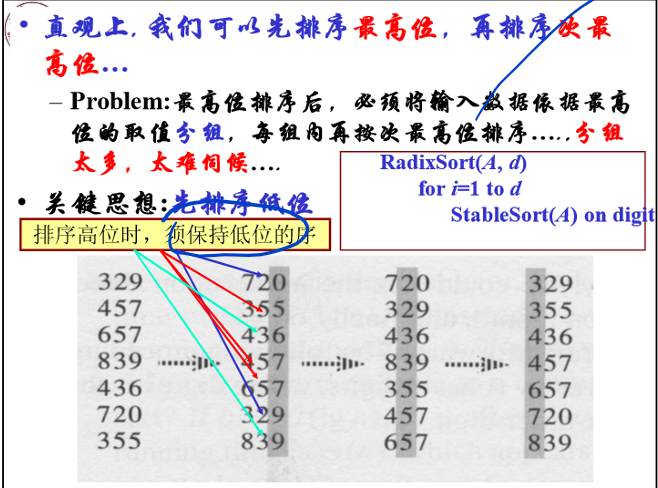 • 直观上, 我们可以先排序最高位, 再排序次最
高位...
– Problem:最高位排序后, 必须将输入数据依据最高
位的取值分组, 每组内再按次最高位排序.....分组
太多, 太难伺候....
RadixSort(A, d)
for i=1 to d
StableSort(A) on digit
• 关键思想:先排序低位
排序高位时，须保持低位的序
329 720 720 329
457 355 329 355
657 436 436 436
839 457 839 457
436 657 355 657
720 329 457 720
355 839 657 839